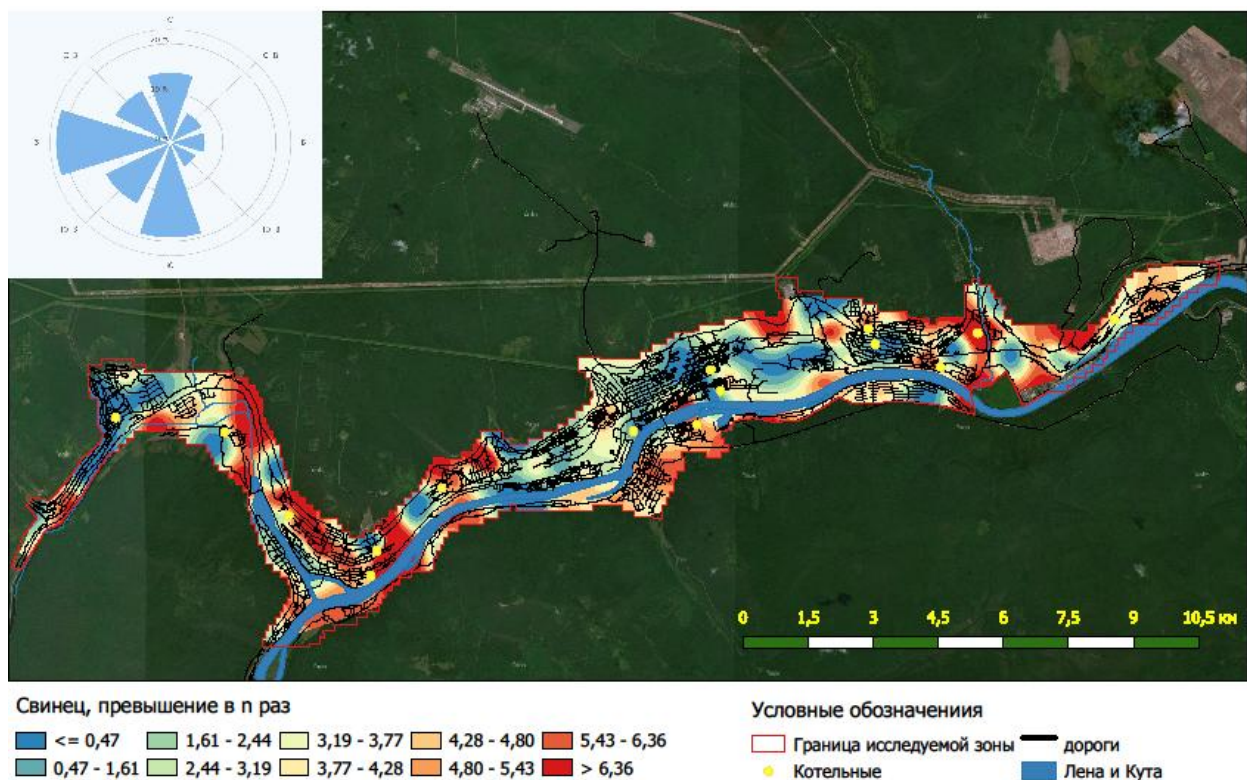 С
С В
В
Ю В
Ю
Ю З
З
С З
0 1,5 3 4,5 6 7,5 9 10,5 км
Свинец, превышение в n раз
<= 0,47
1,61 - 2,44
3,19 - 3,77
4,28 - 4,80
5,43 - 6,36
0,47 - 1,61
2,44 - 3,19
3,77 - 4,28
4,80 - 5,43
> 6,36
Условные обозначениия
Граница исследуемой зоны
дороги
Котельные
Лена и Кута